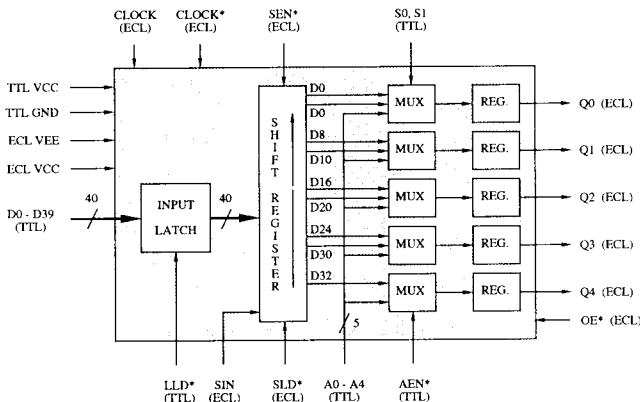 CLOCK
(ECL)
CLOCK*
(ECL)
SEN*
(ECL)
S0, S1
(TTL)
TTL VCC
TTL GND
ECL VEE
ECL VCC
D0 - D39
(TTL)
40
INPUT
LATCH
40
SHIFT REGISTER
D0
D0
D8
D10
D16
D20
D24
D30
D32
MUX
REG.
Q0 (ECL)
MUX
REG.
Q1 (ECL)
MUX
REG.
Q2 (ECL)
MUX
REG.
Q3 (ECL)
MUX
REG.
Q4 (ECL)
5
OE* (ECL)
LLD*
(TTL)
SIN
(ECL)
SLD*
(ECL)
A0 - A4
(TTL)
AEN*
(TTL)